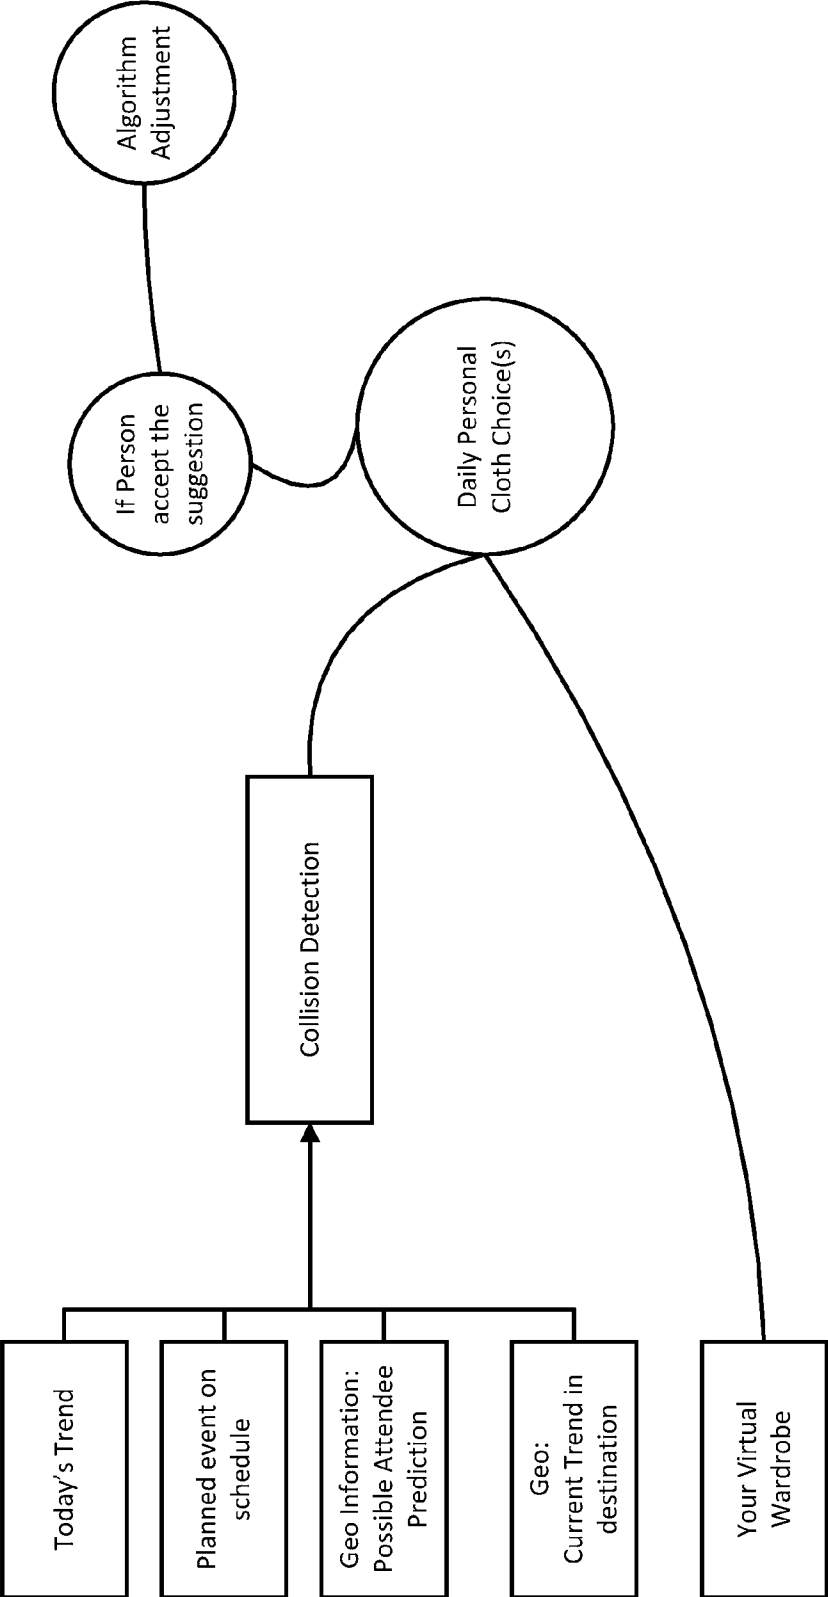 Today's Trend
Planned event on
schedule
Geo Information:
Possible Attendee
Prediction
Geo:
Current Trend in
destination
Your Virtual
Wardrobe
Collision Detection
Daily Personal
Cloth Choice(s)
If Person
accept the
suggestion
Algorithm
Adjustment